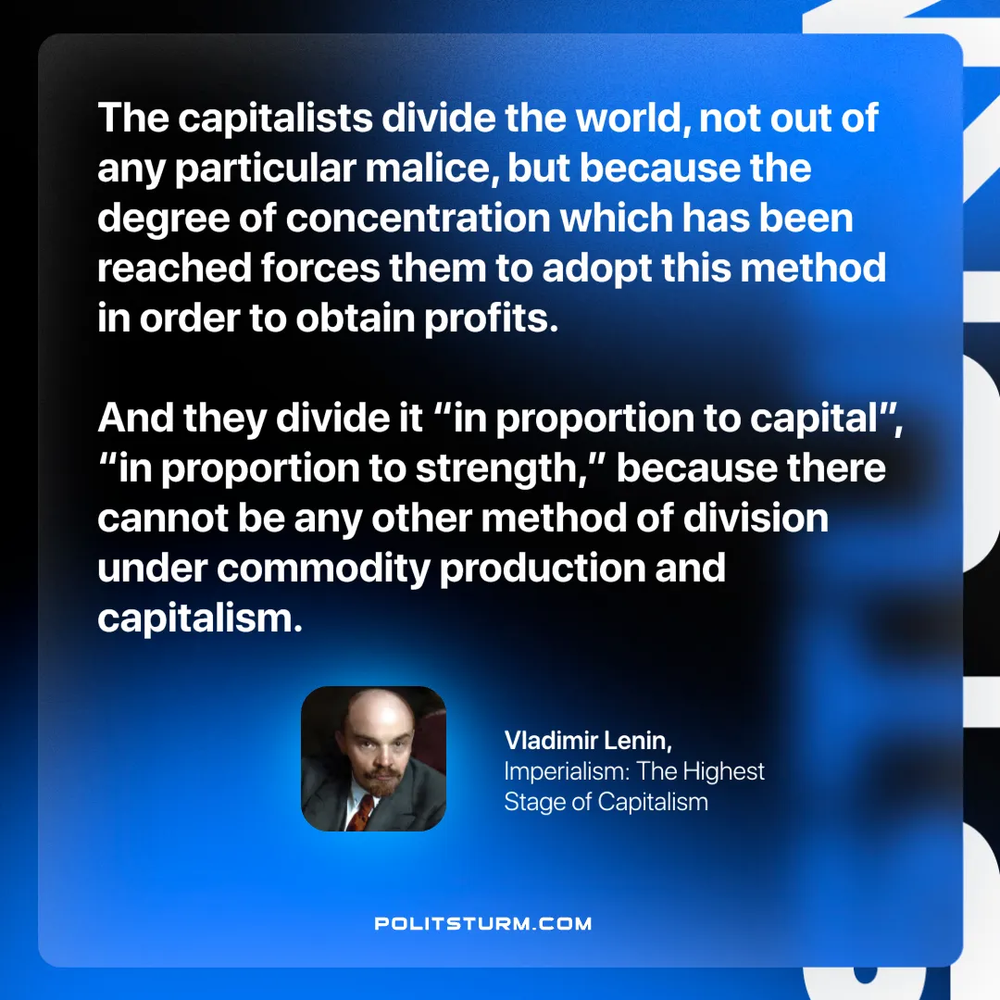 The capitalists divide the world, not out of
any particular malice, but because the
degree of concentration which has been
reached forces them to adopt this method
in order to obtain profits.
And they divide it “in proportion to capital”,
“in proportion to strength,” because there
cannot be any other method of division
under commodity production and
capitalism.
Vladimir Lenin,
Imperialism: The Highest
Stage of Capitalism
POLITSTURM.COM